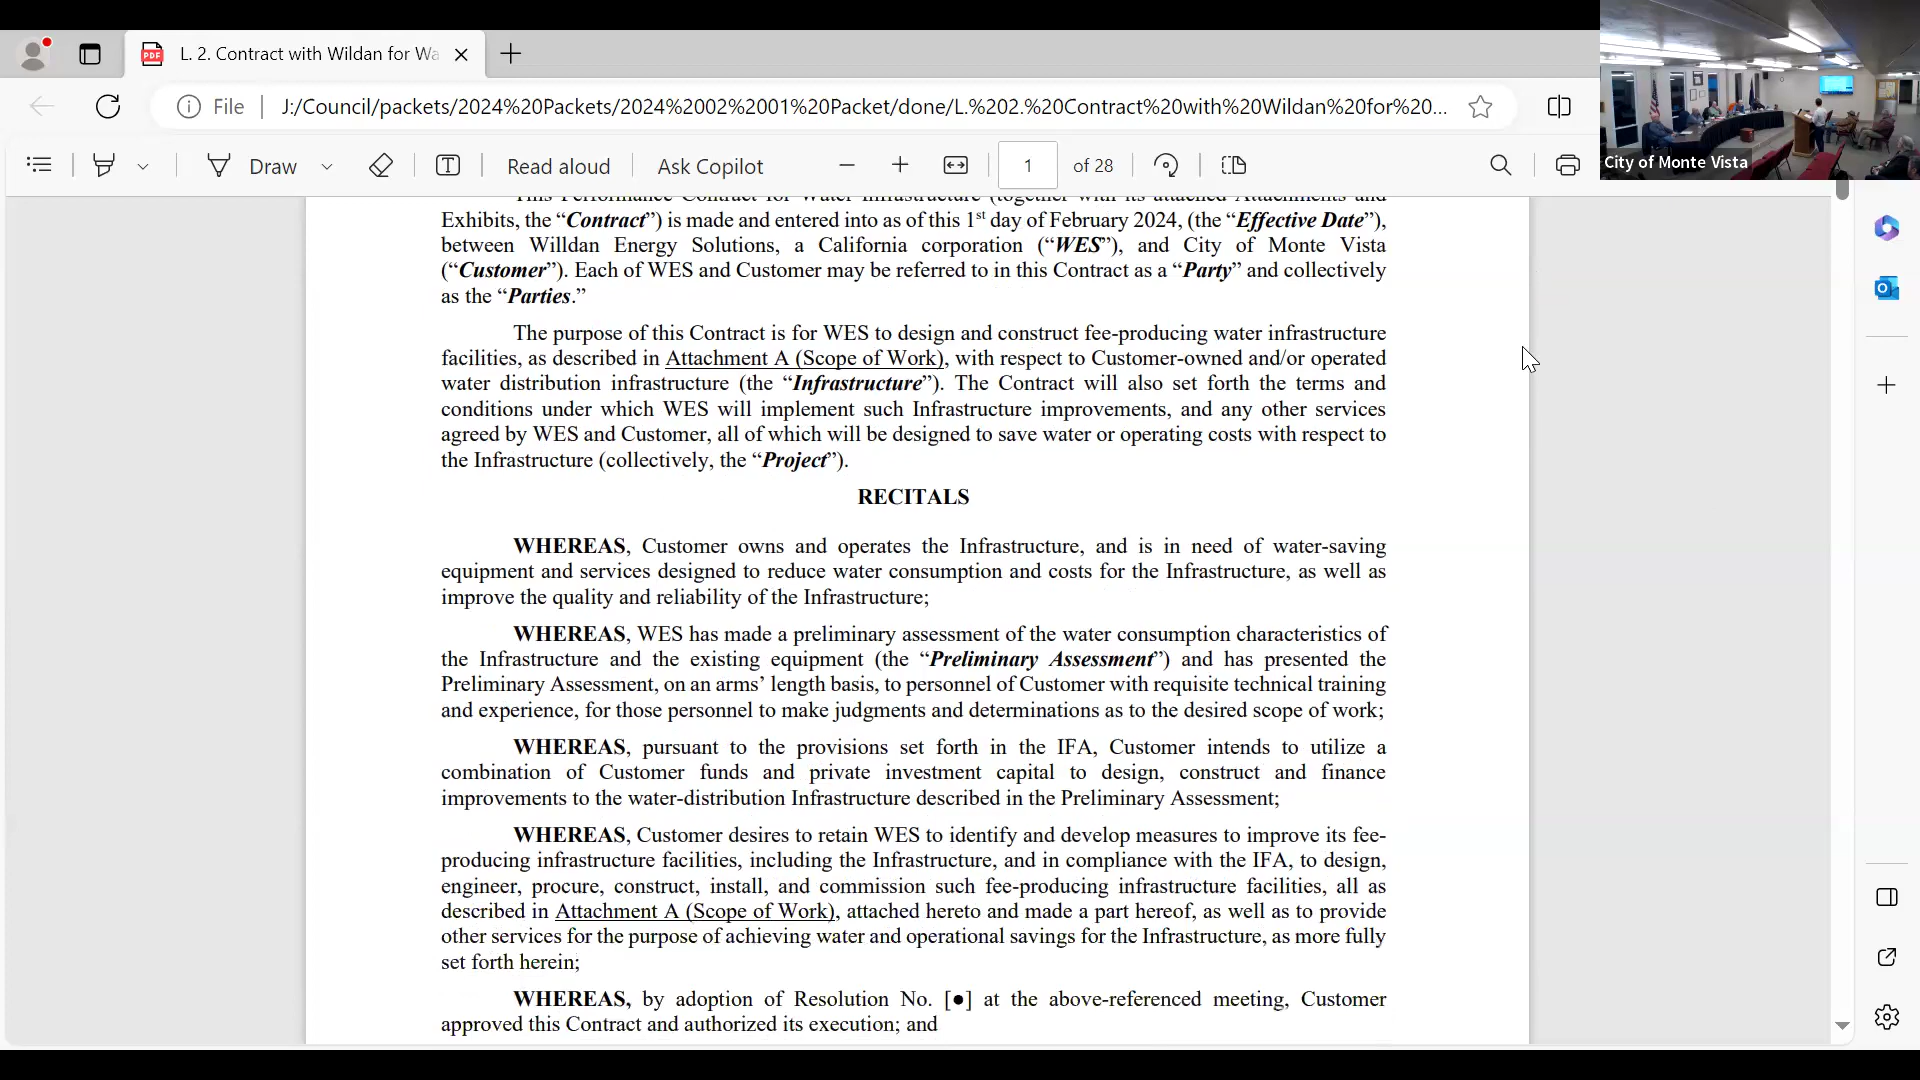 L. 2. Contract with Wildan for Wa
File
J:/Council/packets/2024%20Packets/2024%2002%2001%20Packet/done/L.%202.%20Contract%20with%20Wildan%20for%20...
City of Monte Vista
Draw
Read aloud
Ask Copilot
1 of 28
This Performance Contract for Water Infrastructure (together with its attached Attachments and
Exhibits, the “Contract”) is made and entered into as of this 1st day of February 2024, (the “Effective Date”),
between Willdan Energy Solutions, a California corporation (“WES”), and City of Monte Vista
(“Customer”). Each of WES and Customer may be referred to in this Contract as a “Party” and collectively
as the “Parties.”
The purpose of this Contract is for WES to design and construct fee-producing water infrastructure
facilities, as described in Attachment A (Scope of Work), with respect to Customer-owned and/or operated
water distribution infrastructure (the “Infrastructure”). The Contract will also set forth the terms and
conditions under which WES will implement such Infrastructure improvements, and any other services
agreed by WES and Customer, all of which will be designed to save water or operating costs with respect to
the Infrastructure (collectively, the “Project”).
RECITALS
WHEREAS, Customer owns and operates the Infrastructure, and is in need of water-saving
equipment and services designed to reduce water consumption and costs for the Infrastructure, as well as
improve the quality and reliability of the Infrastructure;
WHEREAS, WES has made a preliminary assessment of the water consumption characteristics of
the Infrastructure and the existing equipment (the “Preliminary Assessment”) and has presented the
Preliminary Assessment, on an arms’ length basis, to personnel of Customer with requisite technical training
and experience, for those personnel to make judgments and determinations as to the desired scope of work;
WHEREAS, pursuant to the provisions set forth in the IFA, Customer intends to utilize a
combination of Customer funds and private investment capital to design, construct and finance
improvements to the water-distribution Infrastructure described in the Preliminary Assessment;
WHEREAS, Customer desires to retain WES to identify and develop measures to improve its fee-
producing infrastructure facilities, including the Infrastructure, and in compliance with the IFA, to design,
engineer, procure, construct, install, and commission such fee-producing infrastructure facilities, all as
described in Attachment A (Scope of Work), attached hereto and made a part hereof, as well as to provide
other services for the purpose of achieving water and operational savings for the Infrastructure, as more fully
set forth herein;
WHEREAS, by adoption of Resolution No. [●] at the above-referenced meeting, Customer
approved this Contract and authorized its execution; and